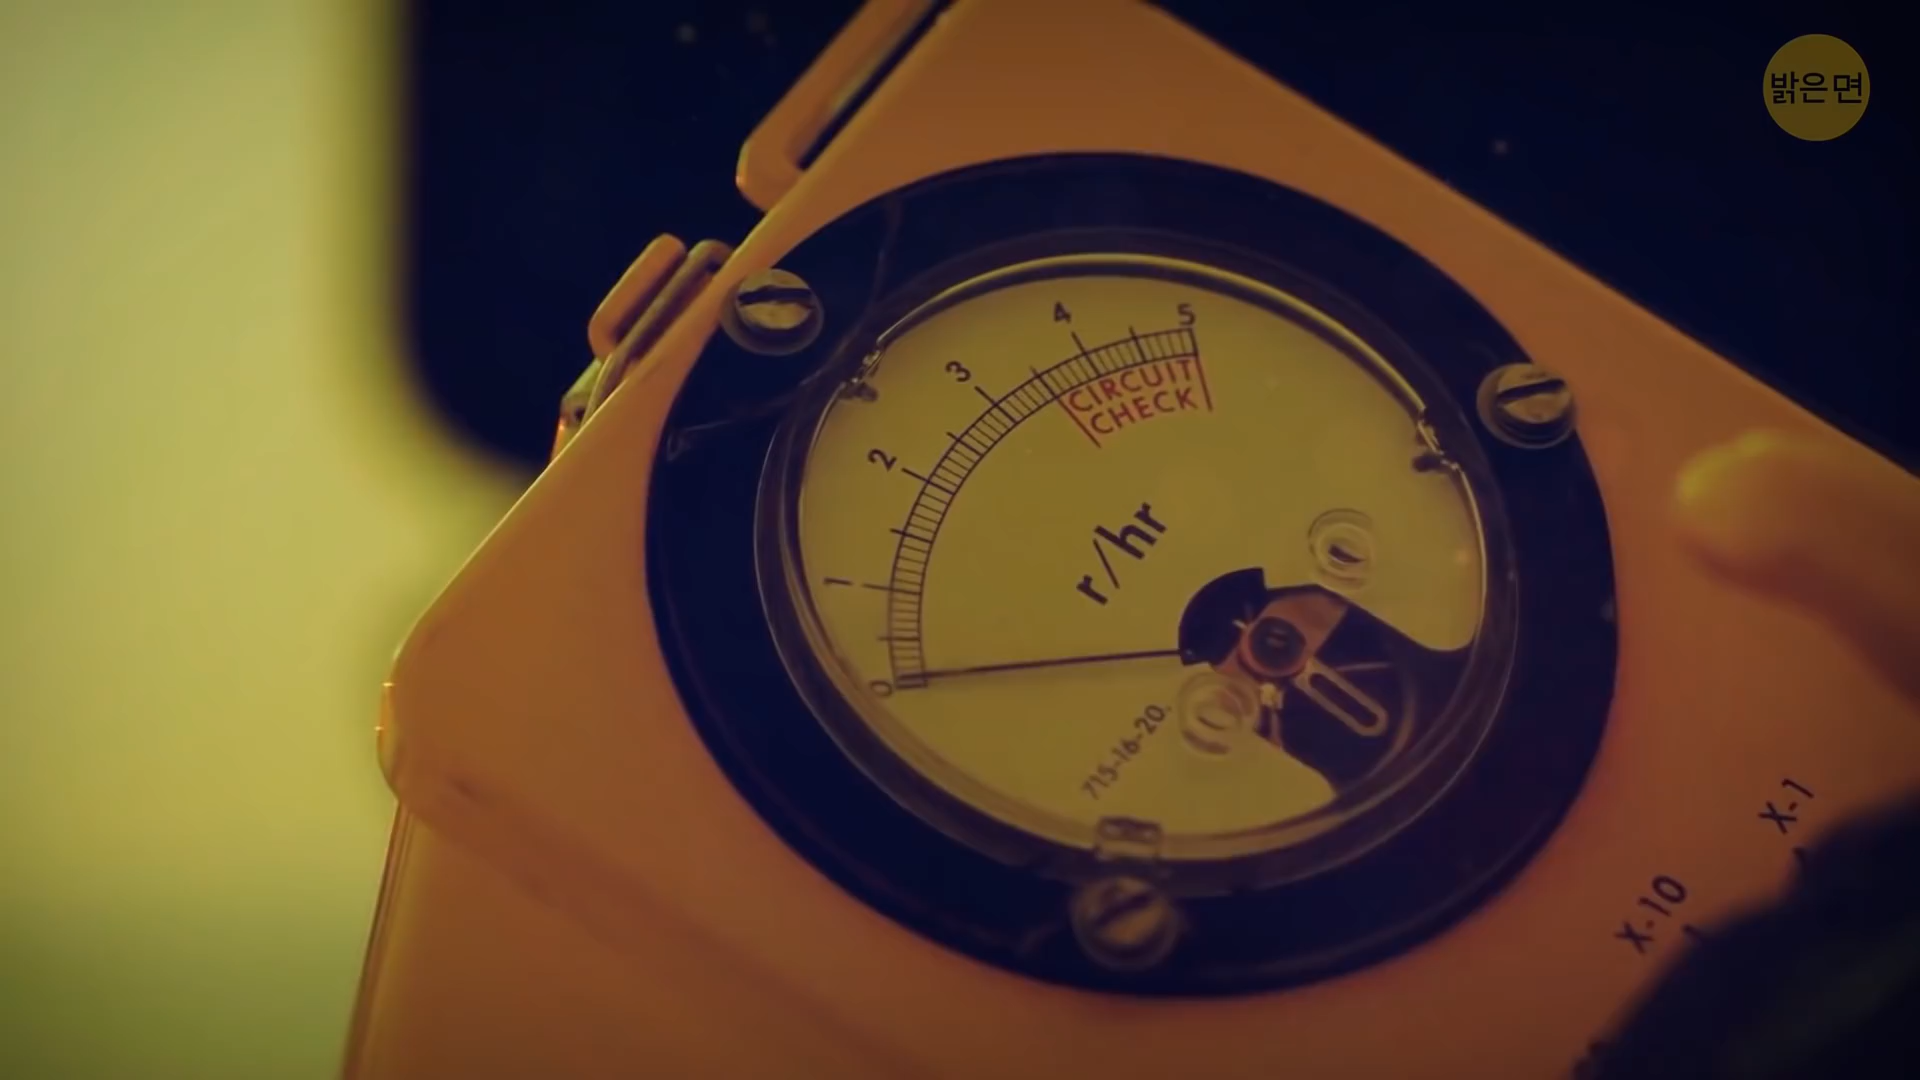 밝은면
0 1 2 3 4 5
CIRCUIT
CHECK
r/hr
715-16-20.
X-1
X-10